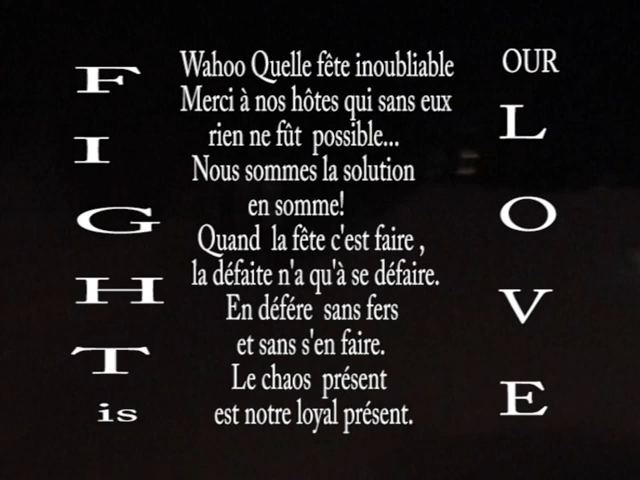 F
I
G
H
T
is
Wahoo Quelle fête inoubliable
Merci à nos hôtes qui sans eux
rien ne fût possible...
Nous sommes la solution
en somme!
Quand la fête c'est faire ,
la défaite n'a qu'à se défaire.
En défére sans fers
et sans s'en faire.
Le chaos présent
est notre loyal présent.
OUR
L
O
V
E